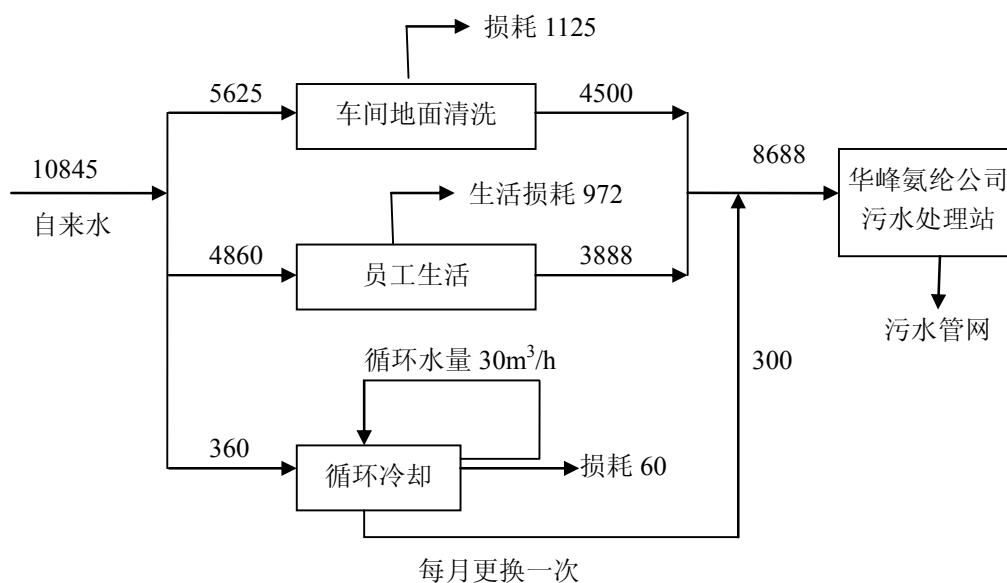 损耗 1125
5625
车间地面清洗
4500
10845
自来水
8688
华峰氨纶公司
污水处理站
生活损耗 972
4860
员工生活
3888
污水管网
循环水量 30m³/h
300
360
循环冷却
损耗 60
每月更换一次